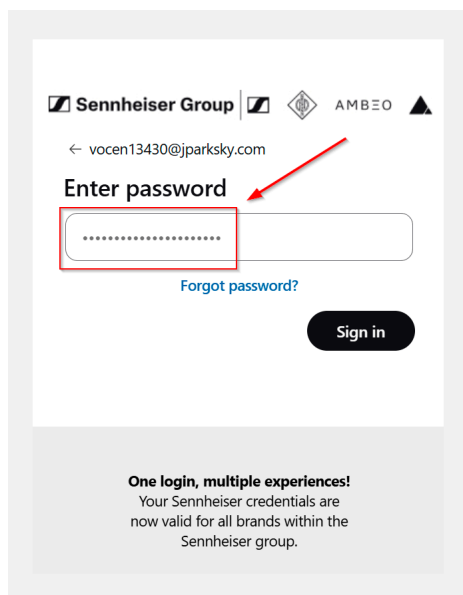 Sennheiser Group
AMBEO
← vocen13430@jparksky.com
Enter password
••••••••••••••••••••••
Forgot password?
Sign in
One login, multiple experiences!
Your Sennheiser credentials are
now valid for all brands within the
Sennheiser group.